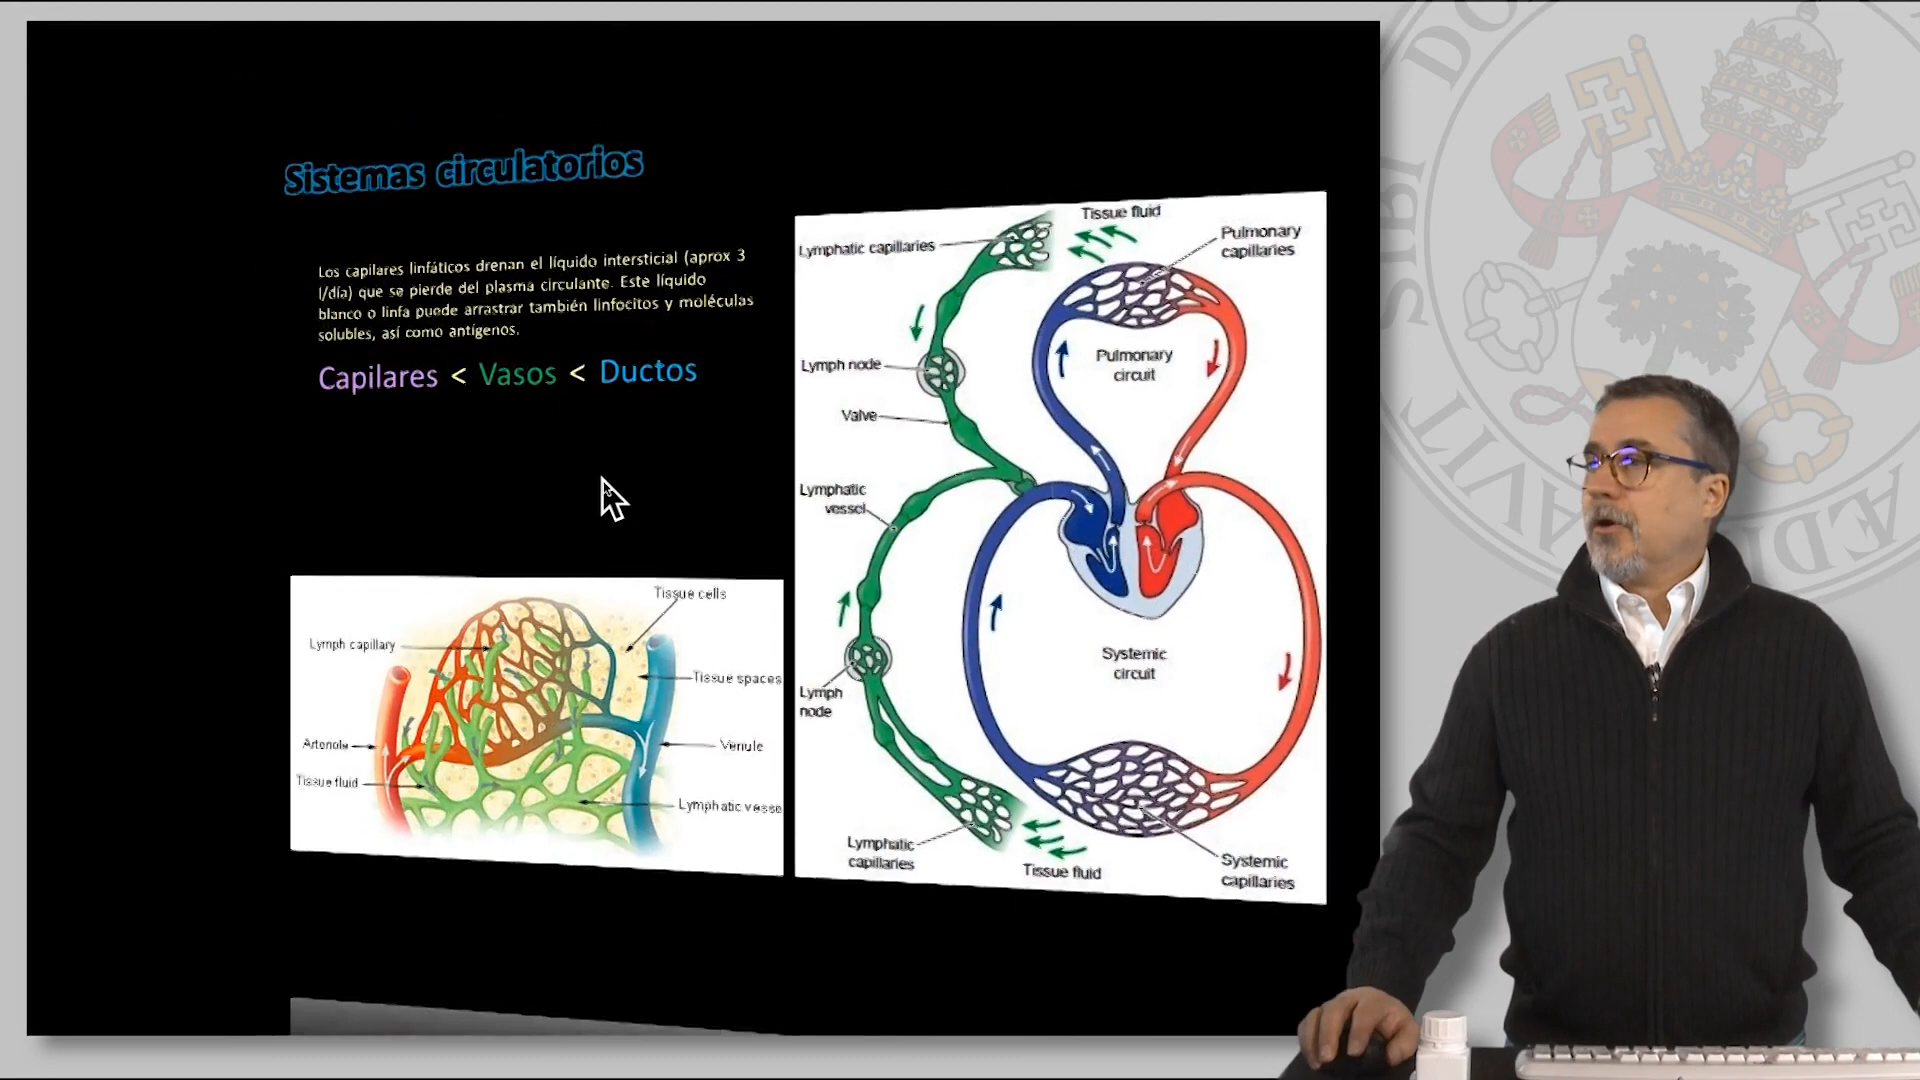 Sistemas circulatorios
Los capilares linfáticos drenan el líquido intersticial (aprox 3
l/día) que se pierde del plasma circulante. Este líquido
blanco o linfa puede arrastrar también linfocitos y moléculas
solubles, así como antígenos.
Capilares < Vasos < Ductos
Tissue cells
Lymph capillary
Tissue spaces
Arteriole
Venule
Tissue fluid
Lymphatic vesse
Tissue fluid
Lymphatic capillaries
Pulmonary
capillaries
Lymph node
Pulmonary
circuit
Valve
Lymphatic
vessel
Systemic
circuit
Lymph
node
Lymphatic
capillaries
Tissue fluid
Systemic
capillaries
SIBI